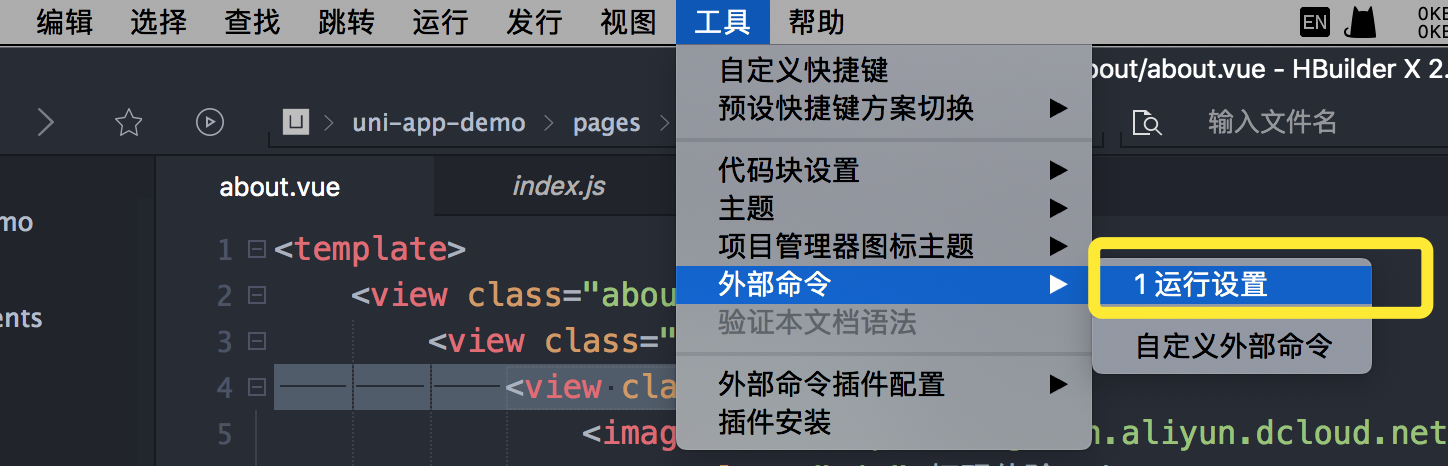 编辑 选择 查找 跳转 运行 发行 视图 工具 帮助 EN 0KB
0KB
自定义快捷键
bout/about.vue - HBuilder X 2.
预设快捷键方案切换
U > uni-app-demo > pages >
输入文件名
代码块设置
about.vue index.js
主题
mo
项目管理器图标主题
1 <template>
外部命令
1 运行设置
2 <view class="abou
ents
验证本文档语法
3 <view class="
自定义外部命令
4 <view cla
外部命令插件配置
插件安装
5 <imag
n.aliyun.dcloud.net